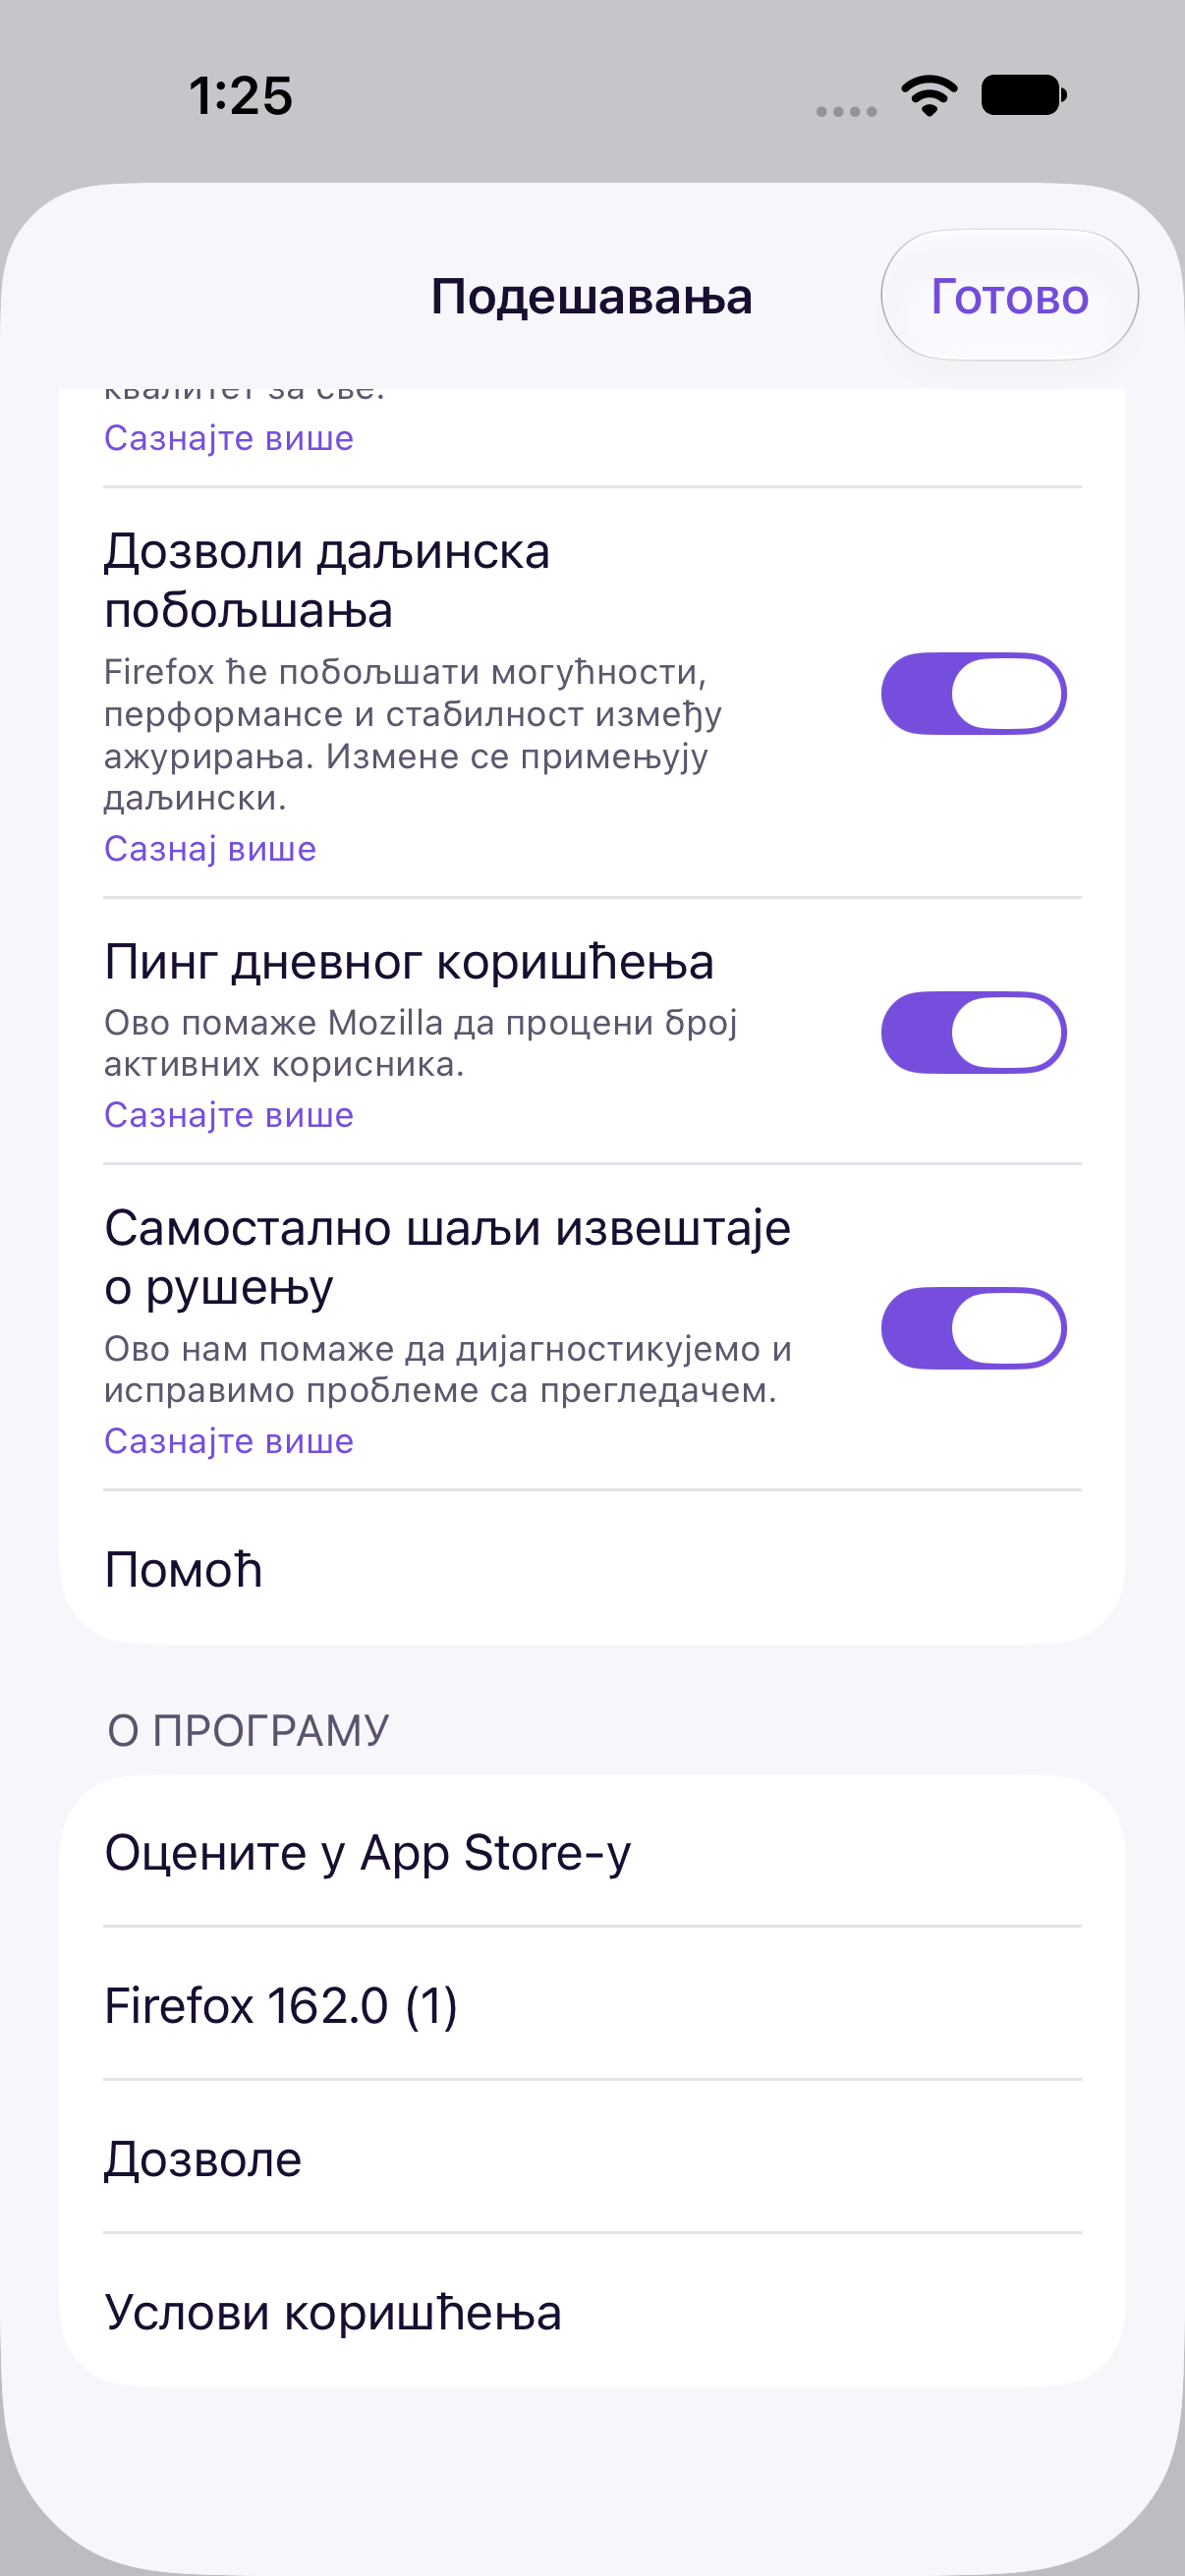 1:25
Подешавања
Готово
квалитет за све.
Сазнајте више
Дозволи даљинска
побољшања
Firefox ће побољшати могућности,
перформансе и стабилност између
ажурирања. Измене се примењују
даљински.
Сазнај више
Пинг дневног коришћења
Ово помаже Mozilla да процени број
активних корисника.
Сазнајте више
Самостално шаљи извештаје
о рушењу
Ово нам помаже да дијагностикујемо и
исправимо проблеме са прегледачем.
Сазнајте више
Помоћ
О ПРОГРАМУ
Оцените у App Store-у
Firefox 162.0 (1)
Дозволе
Услови коришћења